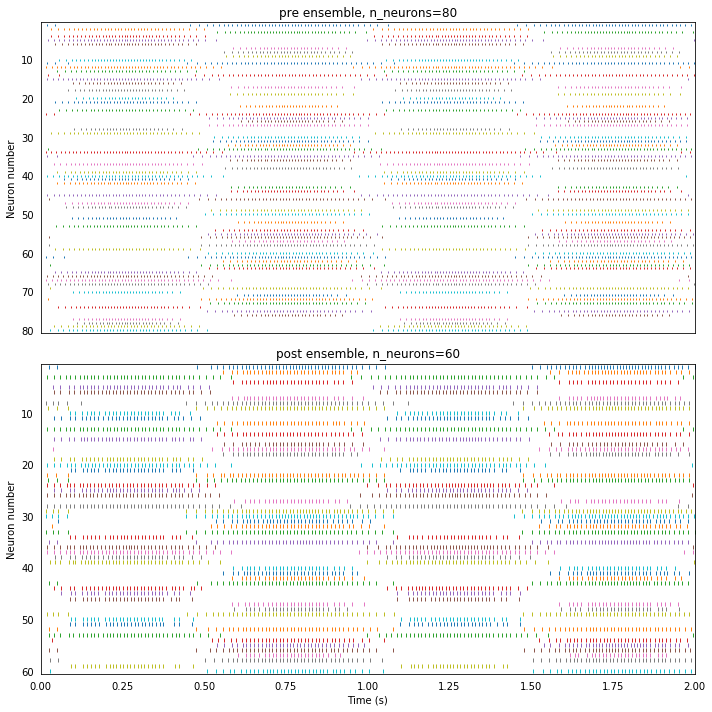 pre ensemble, n_neurons=80
10
20
30
40
50
60
70
80
Neuron number
post ensemble, n_neurons=60
10
20
30
40
50
60
Neuron number
0.00 0.25 0.50 0.75 1.00 1.25 1.50 1.75 2.00
Time (s)